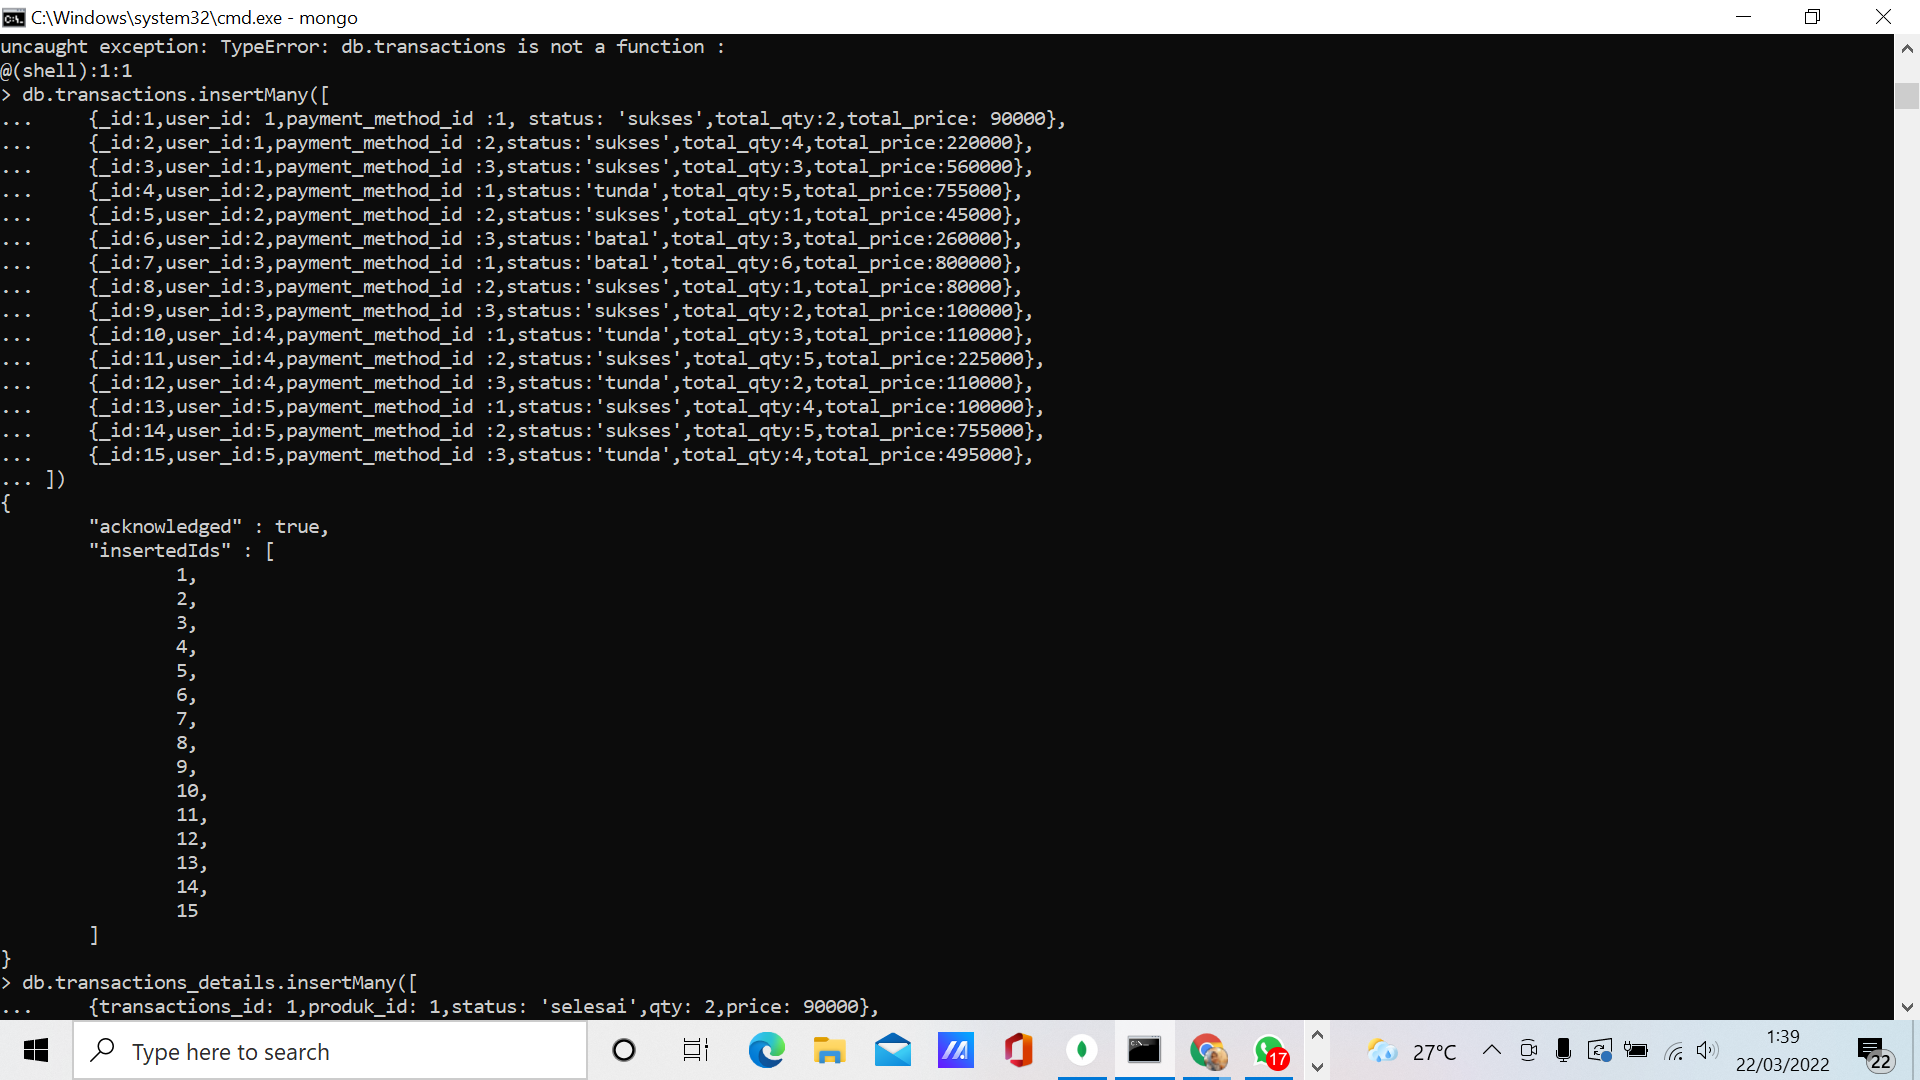 C:\Windows\system32\cmd.exe - mongo
uncaught exception: TypeError: db.transactions is not a function :
@(shell):1:1
> db.transactions.insertMany([
...     {_id:1,user_id: 1,payment_method_id :1, status: 'sukses',total_qty:2,total_price: 90000},
...     {_id:2,user_id:1,payment_method_id :2,status:'sukses',total_qty:4,total_price:220000},
...     {_id:3,user_id:1,payment_method_id :3,status:'sukses',total_qty:3,total_price:560000},
...     {_id:4,user_id:2,payment_method_id :1,status:'tunda',total_qty:5,total_price:755000},
...     {_id:5,user_id:2,payment_method_id :2,status:'sukses',total_qty:1,total_price:45000},
...     {_id:6,user_id:2,payment_method_id :3,status:'batal',total_qty:3,total_price:260000},
...     {_id:7,user_id:3,payment_method_id :1,status:'batal',total_qty:6,total_price:800000},
...     {_id:8,user_id:3,payment_method_id :2,status:'sukses',total_qty:1,total_price:80000},
...     {_id:9,user_id:3,payment_method_id :3,status:'sukses',total_qty:2,total_price:100000},
...     {_id:10,user_id:4,payment_method_id :1,status:'tunda',total_qty:3,total_price:110000},
...     {_id:11,user_id:4,payment_method_id :2,status:'sukses',total_qty:5,total_price:225000},
...     {_id:12,user_id:4,payment_method_id :3,status:'tunda',total_qty:2,total_price:110000},
...     {_id:13,user_id:5,payment_method_id :1,status:'sukses',total_qty:4,total_price:100000},
...     {_id:14,user_id:5,payment_method_id :2,status:'sukses',total_qty:5,total_price:755000},
...     {_id:15,user_id:5,payment_method_id :3,status:'tunda',total_qty:4,total_price:495000},
... ])
{
        "acknowledged" : true,
        "insertedIds" : [
                1,
                2,
                3,
                4,
                5,
                6,
                7,
                8,
                9,
                10,
                11,
                12,
                13,
                14,
                15
        ]
}
> db.transactions_details.insertMany([
...     {transactions_id: 1,produk_id: 1,status: 'selesai',qty: 2,price: 90000},
Type here to search
17
27°C
1:39
22/03/2022
22